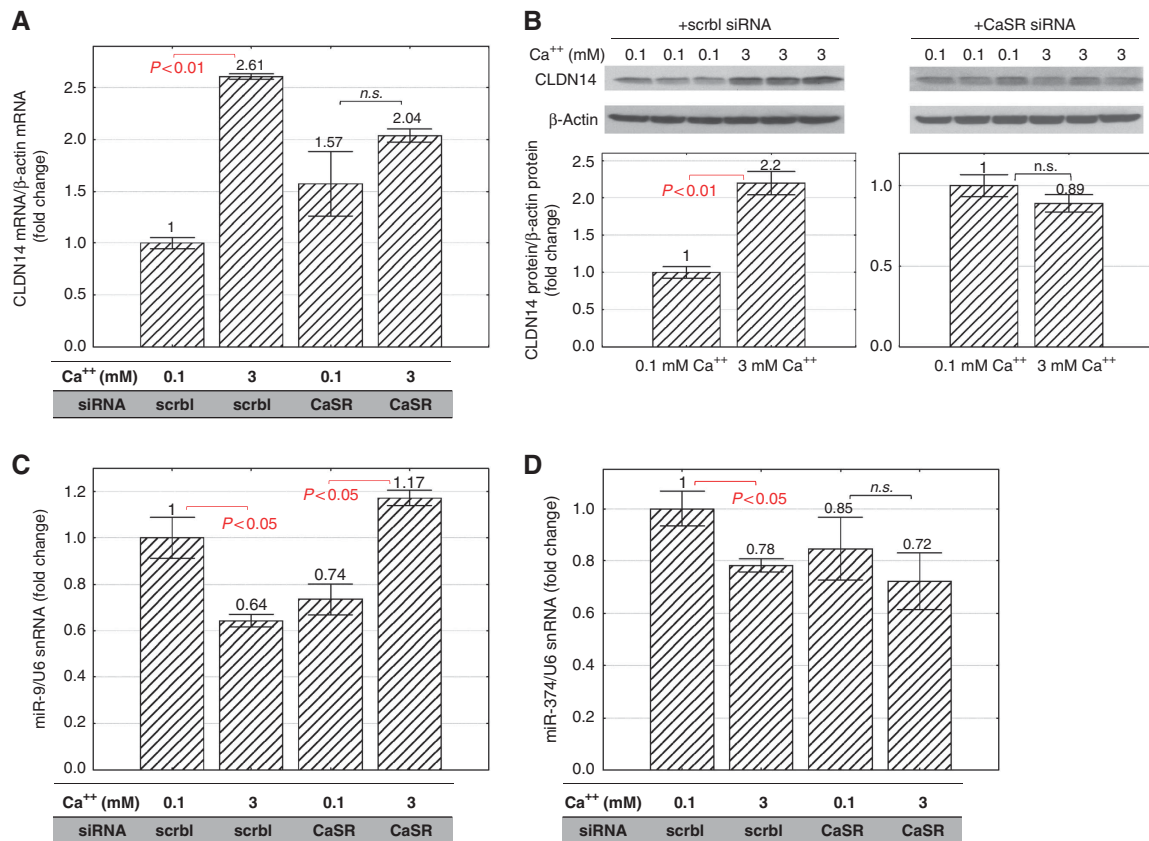 A
CLDN14 mRNA/β-actin mRNA
(fold change)
2.5
2.0
1.5
1.0
0.5
0.0
P<0.01
2.61
n.s.
1
1.57
2.04
Ca++ (mM) 0.1 3 0.1 3
siRNA scrbl scrbl CaSR CaSR
B
+scrbl siRNA
+CaSR siRNA
Ca++ (mM) 0.1 0.1 0.1 3 3 3
0.1 0.1 0.1 3 3 3
CLDN14
β-Actin
CLDN14 protein/β-actin protein
(fold change)
2.5
2.0
1.5
1.0
0.5
0.0
P<0.01
1
2.2
0.1 mM Ca++ 3 mM Ca++
1.0
0.5
0.0
1
n.s.
0.89
0.1 mM Ca++ 3 mM Ca++
C
miR-9/U6 snRNA (fold change)
1.2
1.0
0.8
0.6
0.4
0.2
0.0
1
P<0.05
0.64
0.74
P<0.05
1.17
Ca++ (mM) 0.1 3 0.1 3
siRNA scrbl scrbl CaSR CaSR
D
miR-374/U6 snRNA (fold change)
1.0
0.8
0.6
0.4
0.2
0.0
1
P<0.05
0.78
0.85
n.s.
0.72
Ca++ (mM) 0.1 3 0.1 3
siRNA scrbl scrbl CaSR CaSR